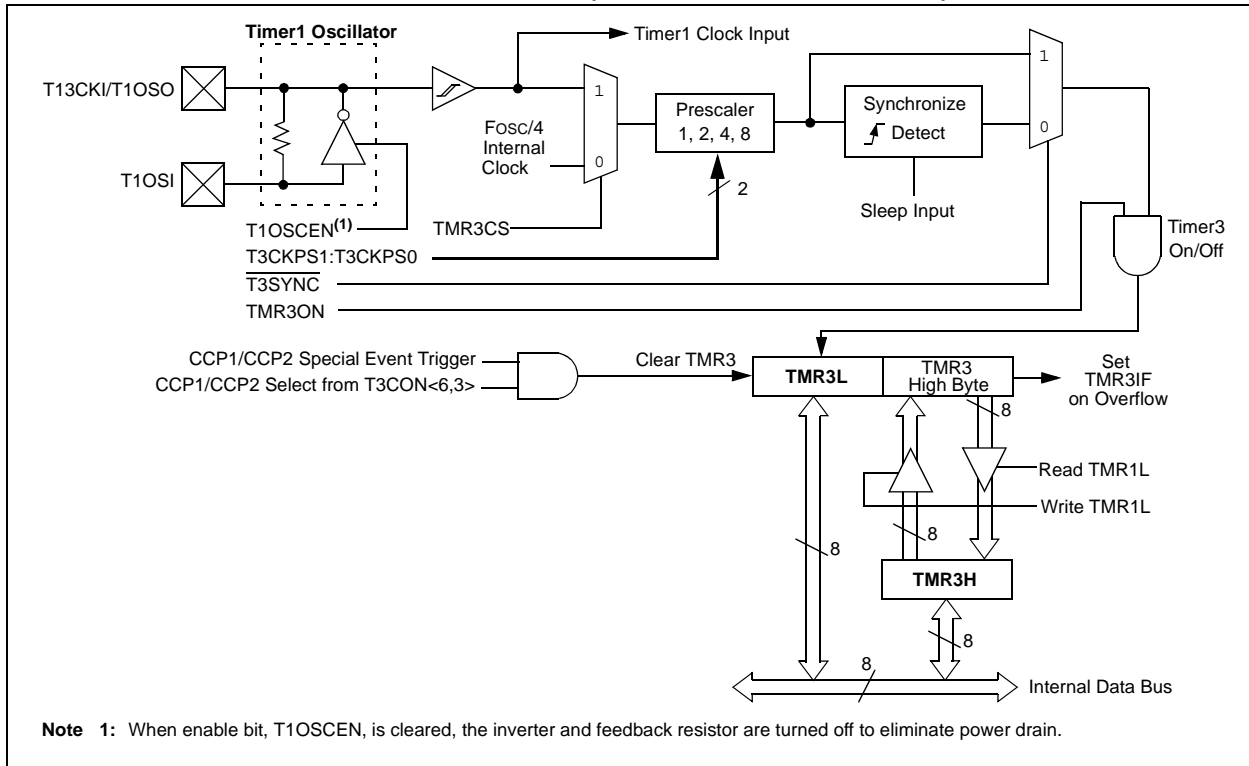 Timer1 Oscillator
Timer1 Clock Input
T13CKI/T1OSO
1
1
FOSC/4
Internal
Clock
0
Prescaler
1, 2, 4, 8
Synchronize
Detect
0
T1OSI
2
Sleep Input
T1OSCEN(1)
TMR3CS
T3CKPS1:T3CKPS0
T3SYNC
TMR3ON
Timer3
On/Off
CCP1/CCP2 Special Event Trigger
CCP1/CCP2 Select from T3CON<6,3>
Clear TMR3
TMR3L
TMR3
High Byte
Set
TMR3IF
on Overflow
8
Read TMR1L
Write TMR1L
8
8
TMR3H
8
8
Internal Data Bus
Note 1: When enable bit, T1OSCEN, is cleared, the inverter and feedback resistor are turned off to eliminate power drain.